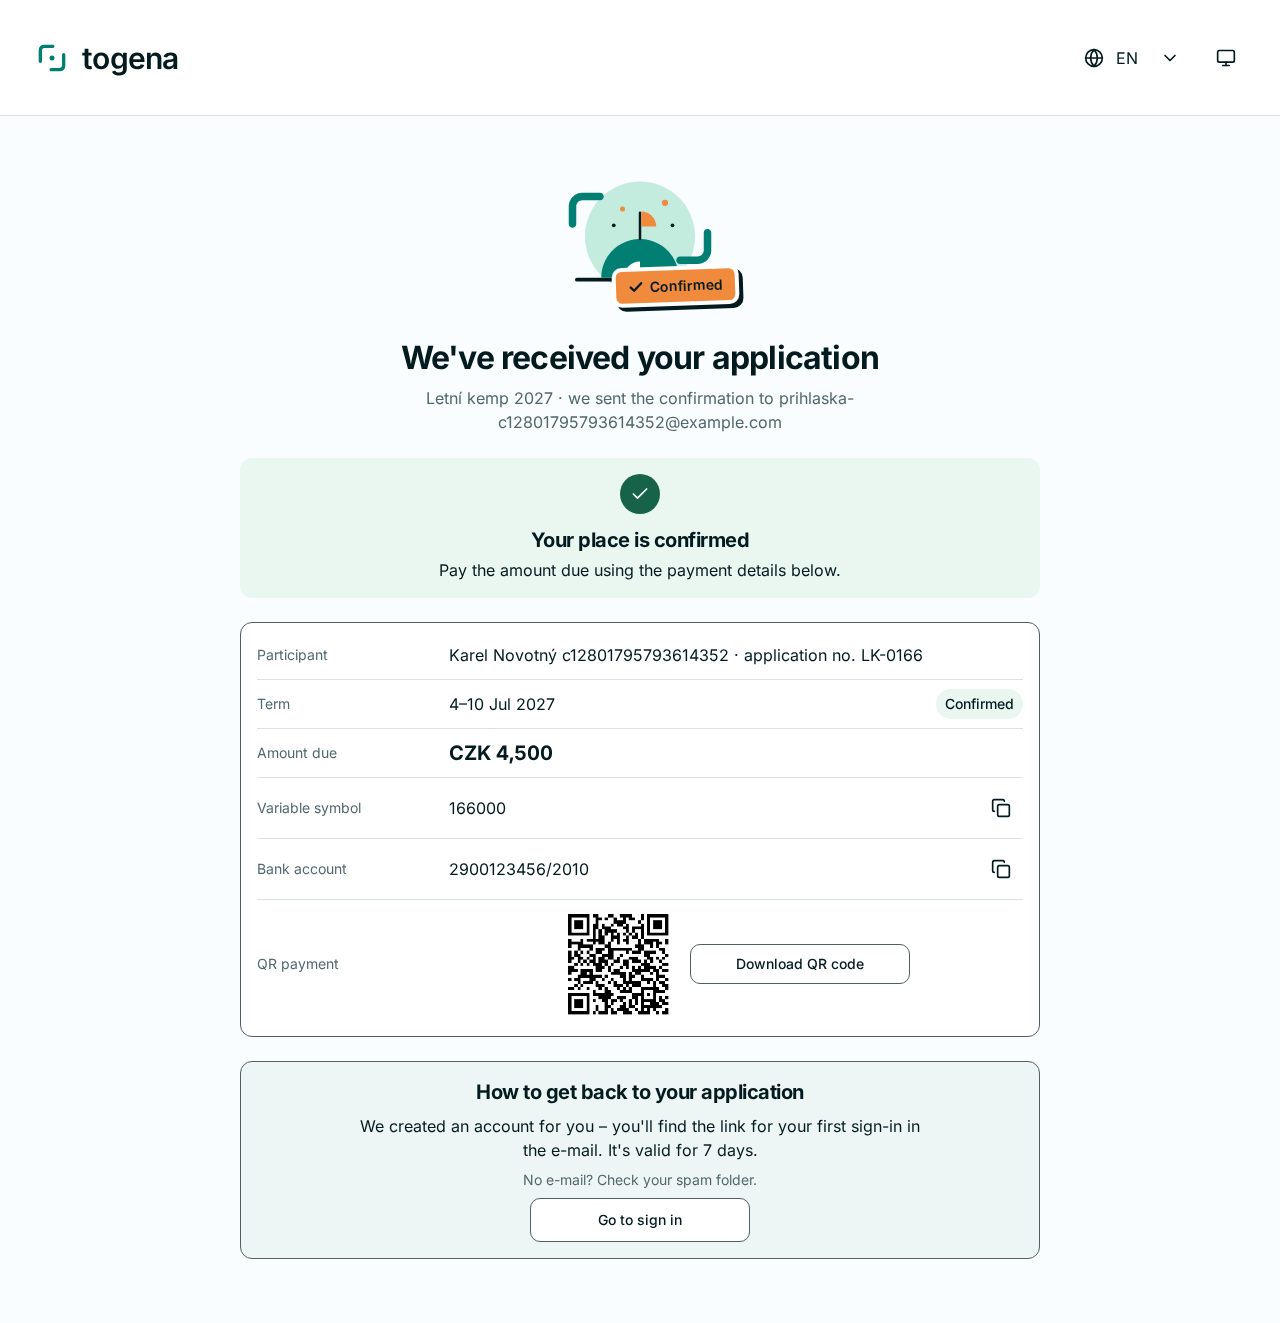 togena
EN
Confirmed
We've received your application
Letní kemp 2027 · we sent the confirmation to prihlaska-
c12801795793614352@example.com
Your place is confirmed
Pay the amount due using the payment details below.
Participant
Karel Novotný c12801795793614352 · application no. LK-0166
Term
4–10 Jul 2027
Confirmed
Amount due
CZK 4,500
Variable symbol
166000
Bank account
2900123456/2010
QR payment
Download QR code
How to get back to your application
We created an account for you – you'll find the link for your first sign-in in
the e-mail. It's valid for 7 days.
No e-mail? Check your spam folder.
Go to sign in